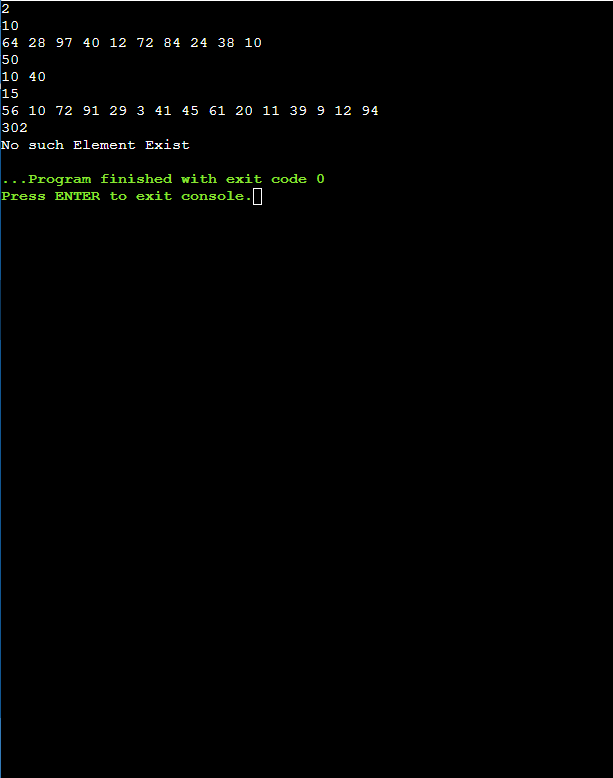 2
10
64 28 97 40 12 72 84 24 38 10
50
10 40
15
56 10 72 91 29 3 41 45 61 20 11 39 9 12 94
302
No such Element Exist
...Program finished with exit code 0
Press ENTER to exit console.